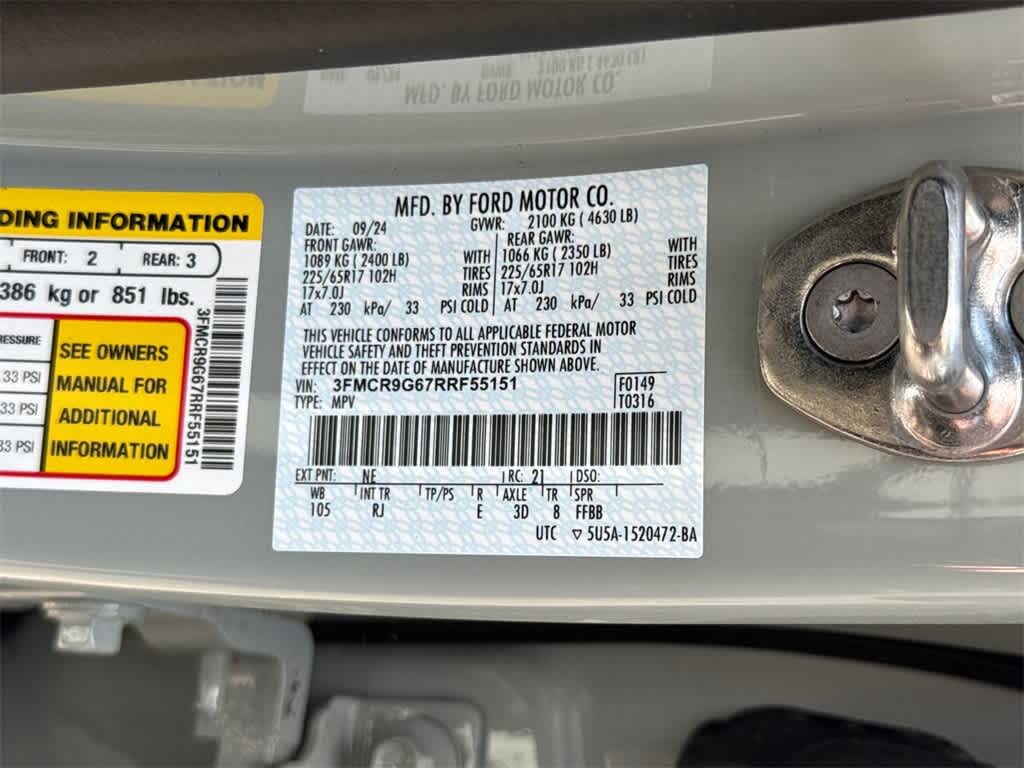 DING INFORMATION
FRONT: 2 REAR: 3
386 kg or 851 lbs.
RESSURE
33 PSI
33 PSI
33 PSI
SEE OWNERS
MANUAL FOR
ADDITIONAL
INFORMATION
3FMCR9G67RRF55151
MFD. BY FORD MOTOR CO.
DATE: 09/24 GVWR: 2100 KG ( 4630 LB)
FRONT GAWR: REAR GAWR:
1089 KG ( 2400 LB) WITH 1066 KG ( 2350 LB) WITH
225/65R17 102H TIRES 225/65R17 102H TIRES
17x7.0J RIMS 17x7.0J RIMS
AT 230 kPa/ 33 PSI COLD AT 230 kPa/ 33 PSI COLD
THIS VEHICLE CONFORMS TO ALL APPLICABLE FEDERAL MOTOR
VEHICLE SAFETY AND THEFT PREVENTION STANDARDS IN
EFFECT ON THE DATE OF MANUFACTURE SHOWN ABOVE.
VIN: 3FMCR9G67RRF55151 F0149
TYPE: MPV T0316
EXT PNT: NE RC: 21 DSO:
WB INT TR TP/PS R AXLE TR SPR
105 RJ E 3D 8 FFBB
UTC ▽ 5U5A-1520472-BA